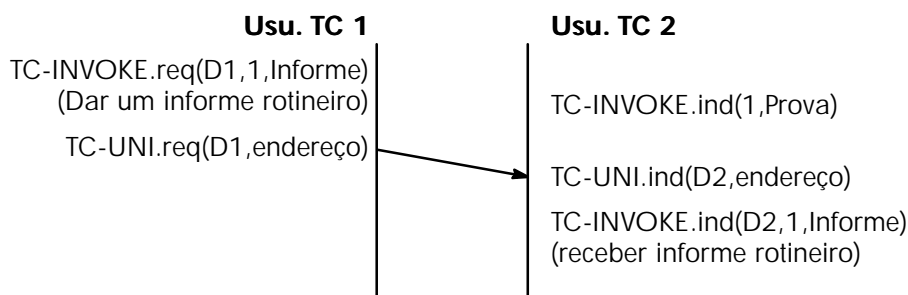 Usu. TC 1
TC-INVOKE.req(D1,1,Informe)
(Dar um informe rotineiro)
TC-UNI.req(D1,endereço)
Usu. TC 2
TC-INVOKE.ind(1,Prova)
TC-UNI.ind(D2,endereço)
TC-INVOKE.ind(D2,1,Informe)
(receber informe rotineiro)